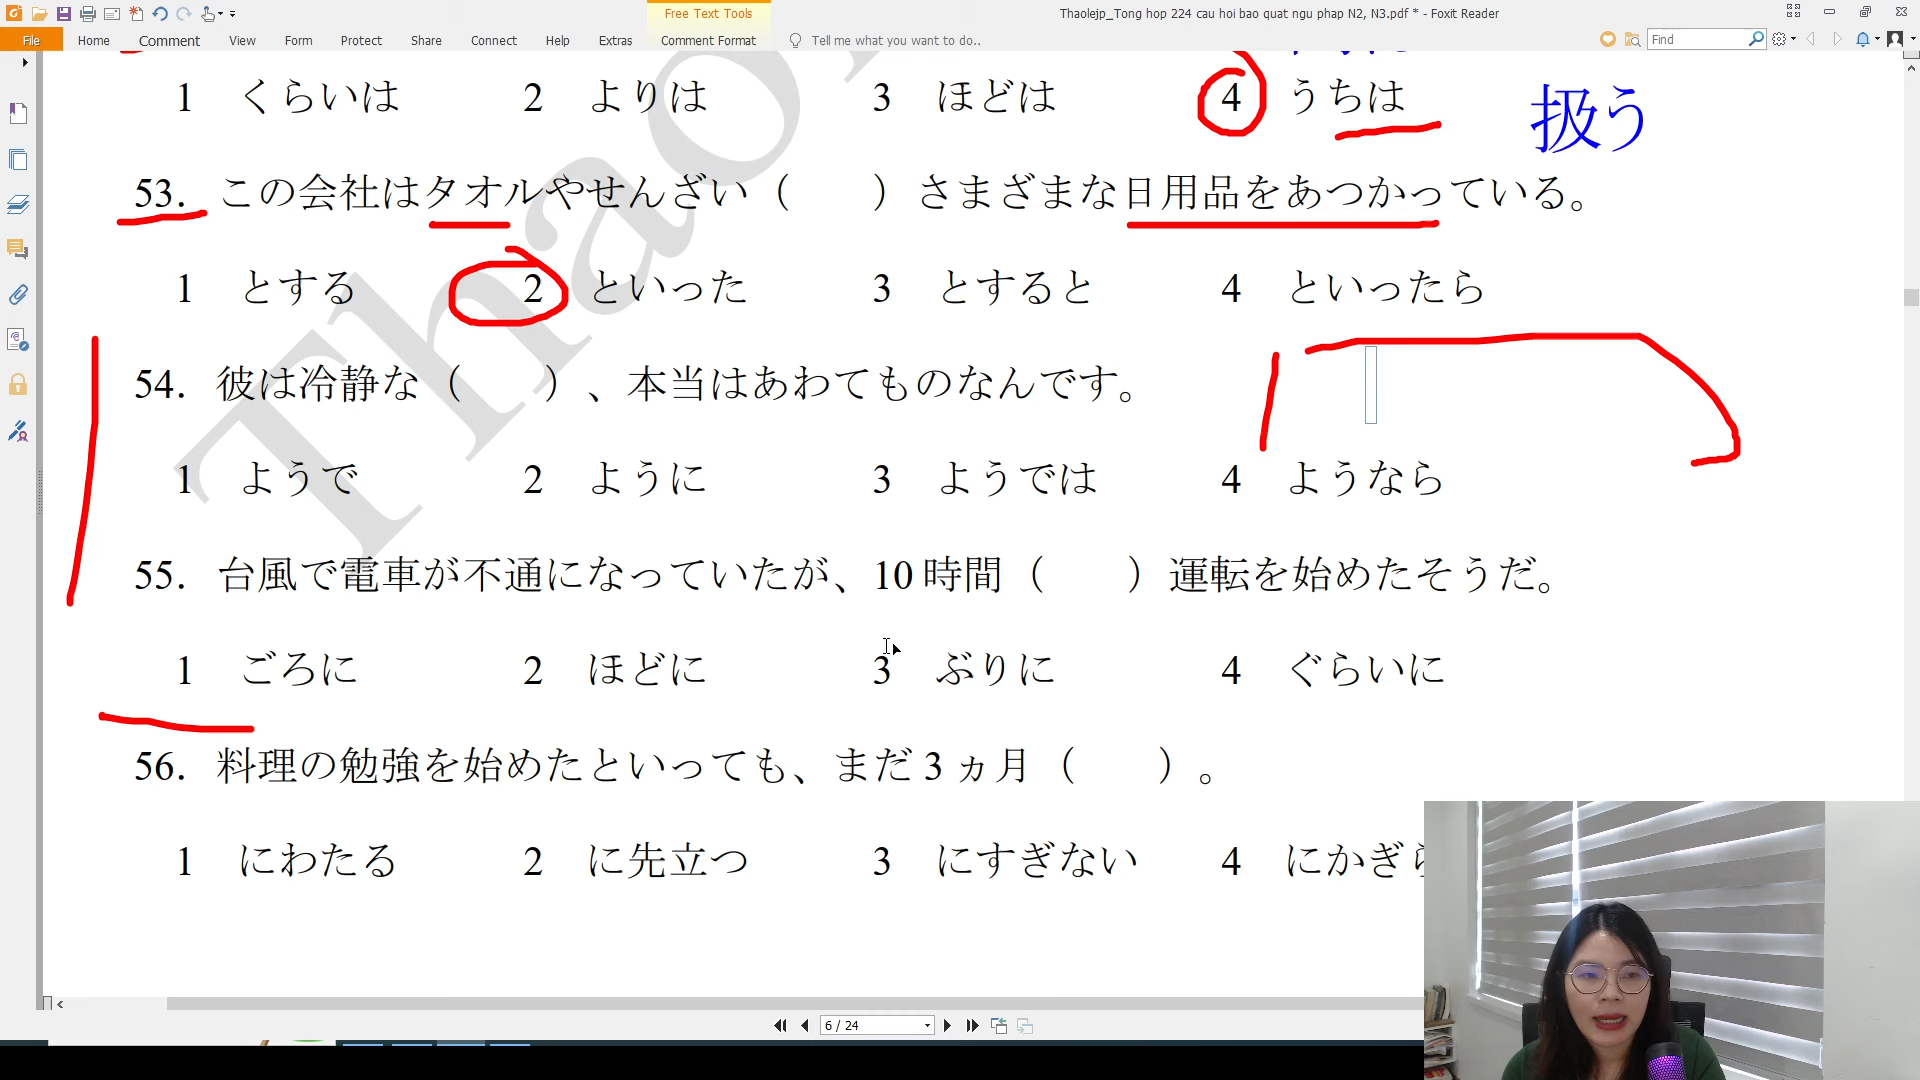 Free Text Tools
Thaolejp_Tong hop 224 cau hoi bao quat ngu phap N2, N3.pdf * - Foxit Reader
File Home Comment View Form Protect Share Connect Help Extras Comment Format Tell me what you want to do.. Find
1 くらいは 2 よりは 3 ほどは 4 うちは
扱う
53. この会社はタオルやせんざい（ ）さまざまな日用品をあつかっている。
1 とする 2 といった 3 とすると 4 といったら
54. 彼は冷静な（ ）、本当はあわてものなんです。
1 ようで 2 ように 3 ようでは 4 ようなら
55. 台風で電車が不通になっていたが、10時間（ ）運転を始めたそうだ。
1 ごろに 2 ほどに 3 ぶりに 4 ぐらいに
56. 料理の勉強を始めたといっても、まだ3ヵ月（ ）。
1 にわたる 2 に先立つ 3 にすぎない 4 にかぎ
6 / 24